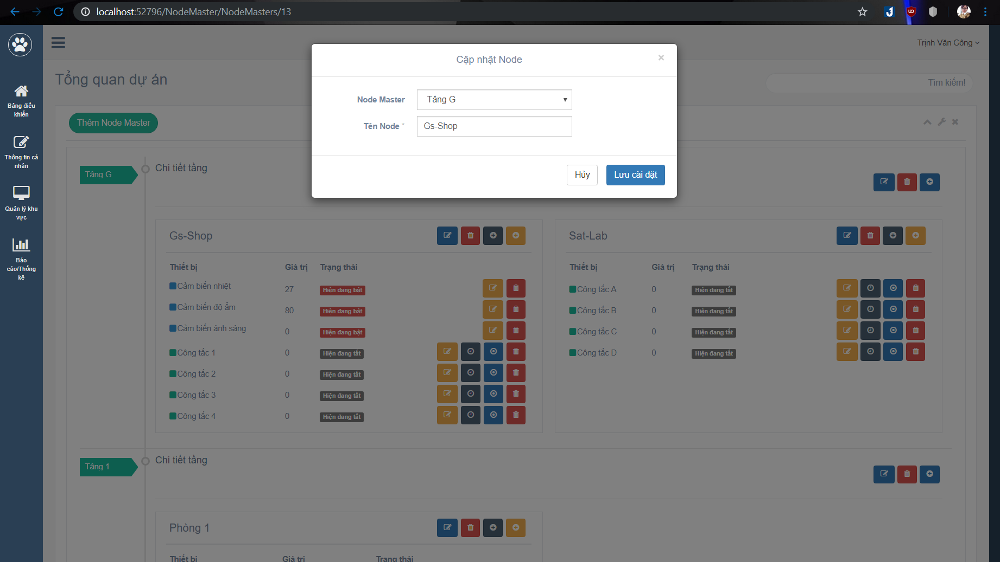 localhost:52796/NodeMaster/NodeMasters/13
Trịnh Văn Công
Cập nhật Node
×
Tổng quan dự án
Tìm kiếm!
Node Master
Tầng G
Tên Node *
Gs-Shop
Hủy
Lưu cài đặt
Bảng điều
khiển
Thông tin cá
nhân
Quản lý khu
vực
Báo
cáo/Thống
kê
Thêm Node Master
Tầng G
Chi tiết tầng
Gs-Shop
Thiết bị Giá trị Trạng thái
Cảm biến nhiệt 27 Hiện đang bật
Cảm biến độ ẩm 80 Hiện đang bật
Cảm biến ánh sáng 0 Hiện đang bật
Công tắc 1 0 Hiện đang tắt
Công tắc 2 0 Hiện đang tắt
Công tắc 3 0 Hiện đang tắt
Công tắc 4 0 Hiện đang tắt
Sat-Lab
Thiết bị Giá trị Trạng thái
Công tắc A 0 Hiện đang tắt
Công tắc B 0 Hiện đang tắt
Công tắc C 0 Hiện đang tắt
Công tắc D 0 Hiện đang tắt
Tầng 1
Chi tiết tầng
Phòng 1
Thiết bị Giá trị Trạng thái